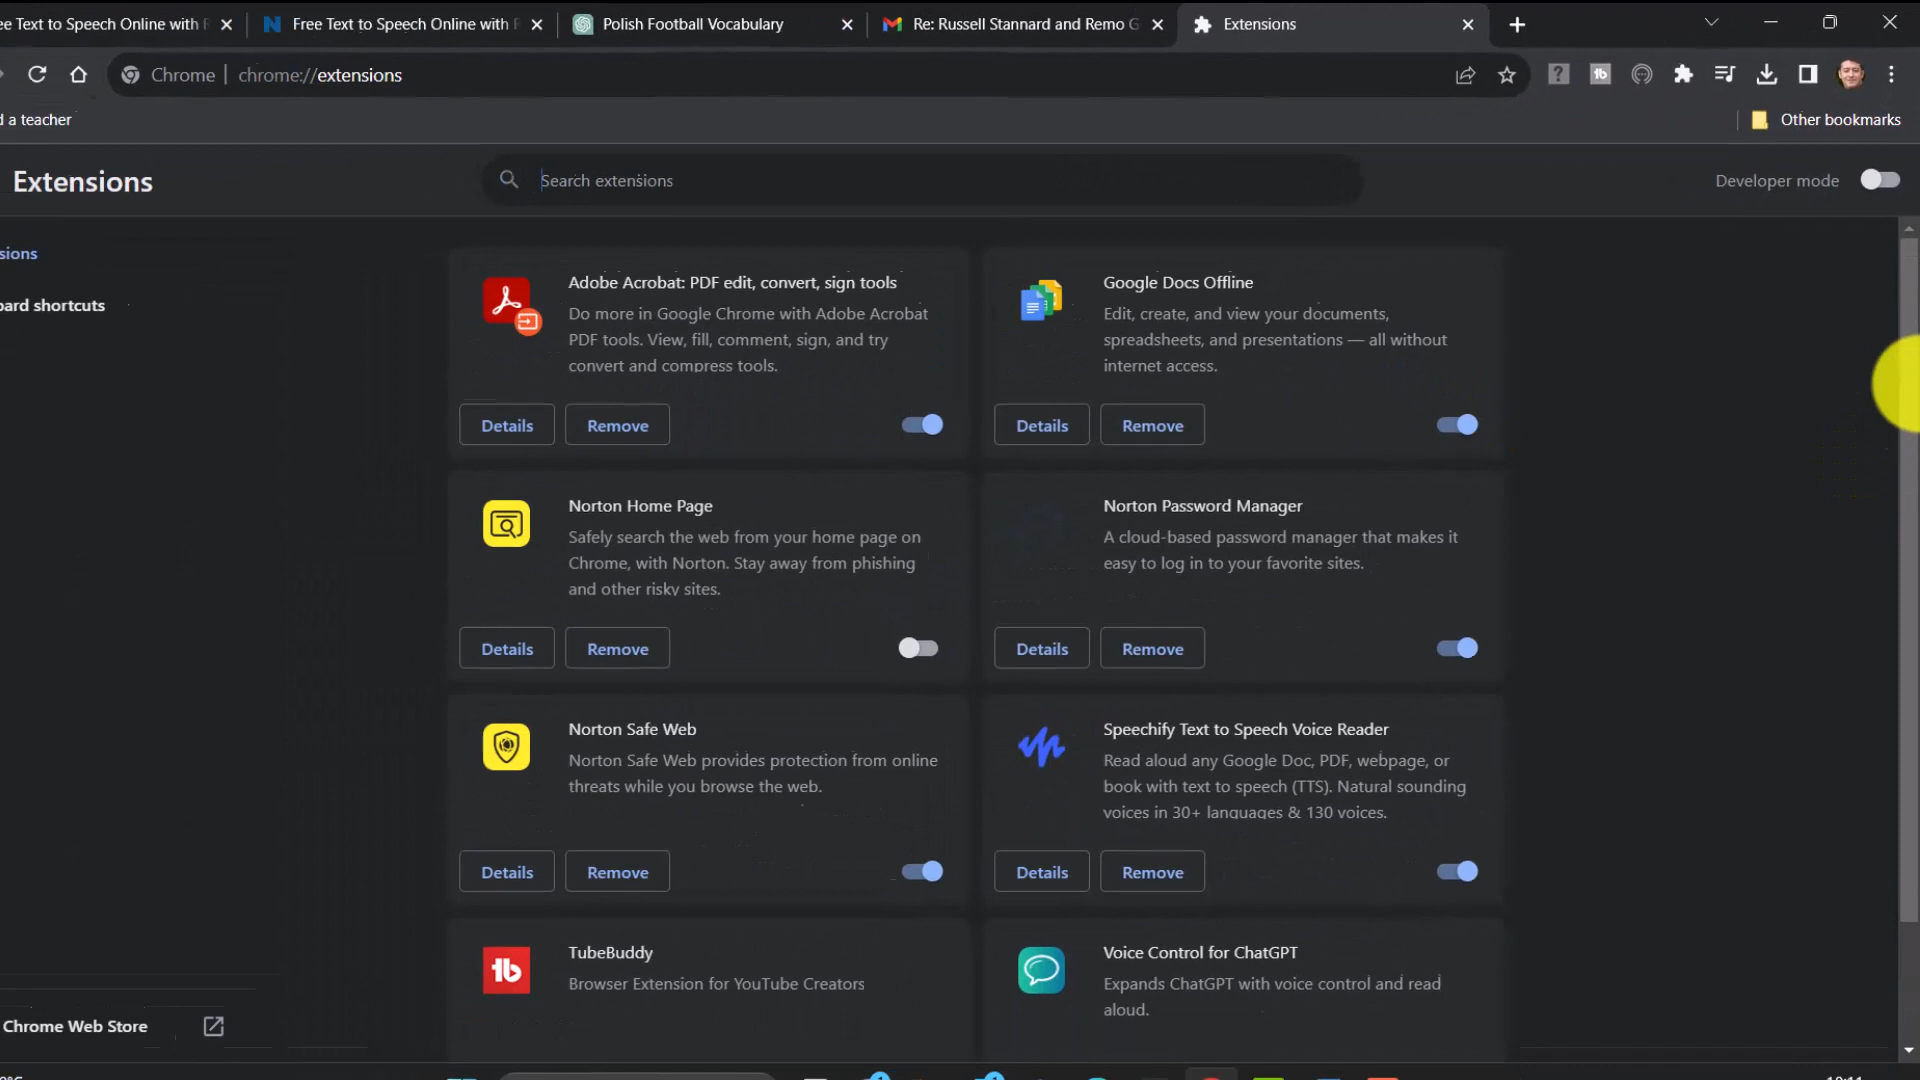 ee Text to Speech Online with F
Free Text to Speech Online with F
Polish Football Vocabulary
Re: Russell Stannard and Remo G
Extensions
Chrome
chrome://extensions
d a teacher
Other bookmarks
Extensions
Search extensions
Developer mode
sions
oard shortcuts
Adobe Acrobat: PDF edit, convert, sign tools
Do more in Google Chrome with Adobe Acrobat
PDF tools. View, fill, comment, sign, and try
convert and compress tools.
Details
Remove
Google Docs Offline
Edit, create, and view your documents,
spreadsheets, and presentations — all without
internet access.
Details
Remove
Norton Home Page
Safely search the web from your home page on
Chrome, with Norton. Stay away from phishing
and other risky sites.
Details
Remove
Norton Password Manager
A cloud-based password manager that makes it
easy to log in to your favorite sites.
Details
Remove
Norton Safe Web
Norton Safe Web provides protection from online
threats while you browse the web.
Details
Remove
Speechify Text to Speech Voice Reader
Read aloud any Google Doc, PDF, webpage, or
book with text to speech (TTS). Natural sounding
voices in 30+ languages & 130 voices.
Details
Remove
TubeBuddy
Browser Extension for YouTube Creators
Voice Control for ChatGPT
Expands ChatGPT with voice control and read
aloud.
Chrome Web Store